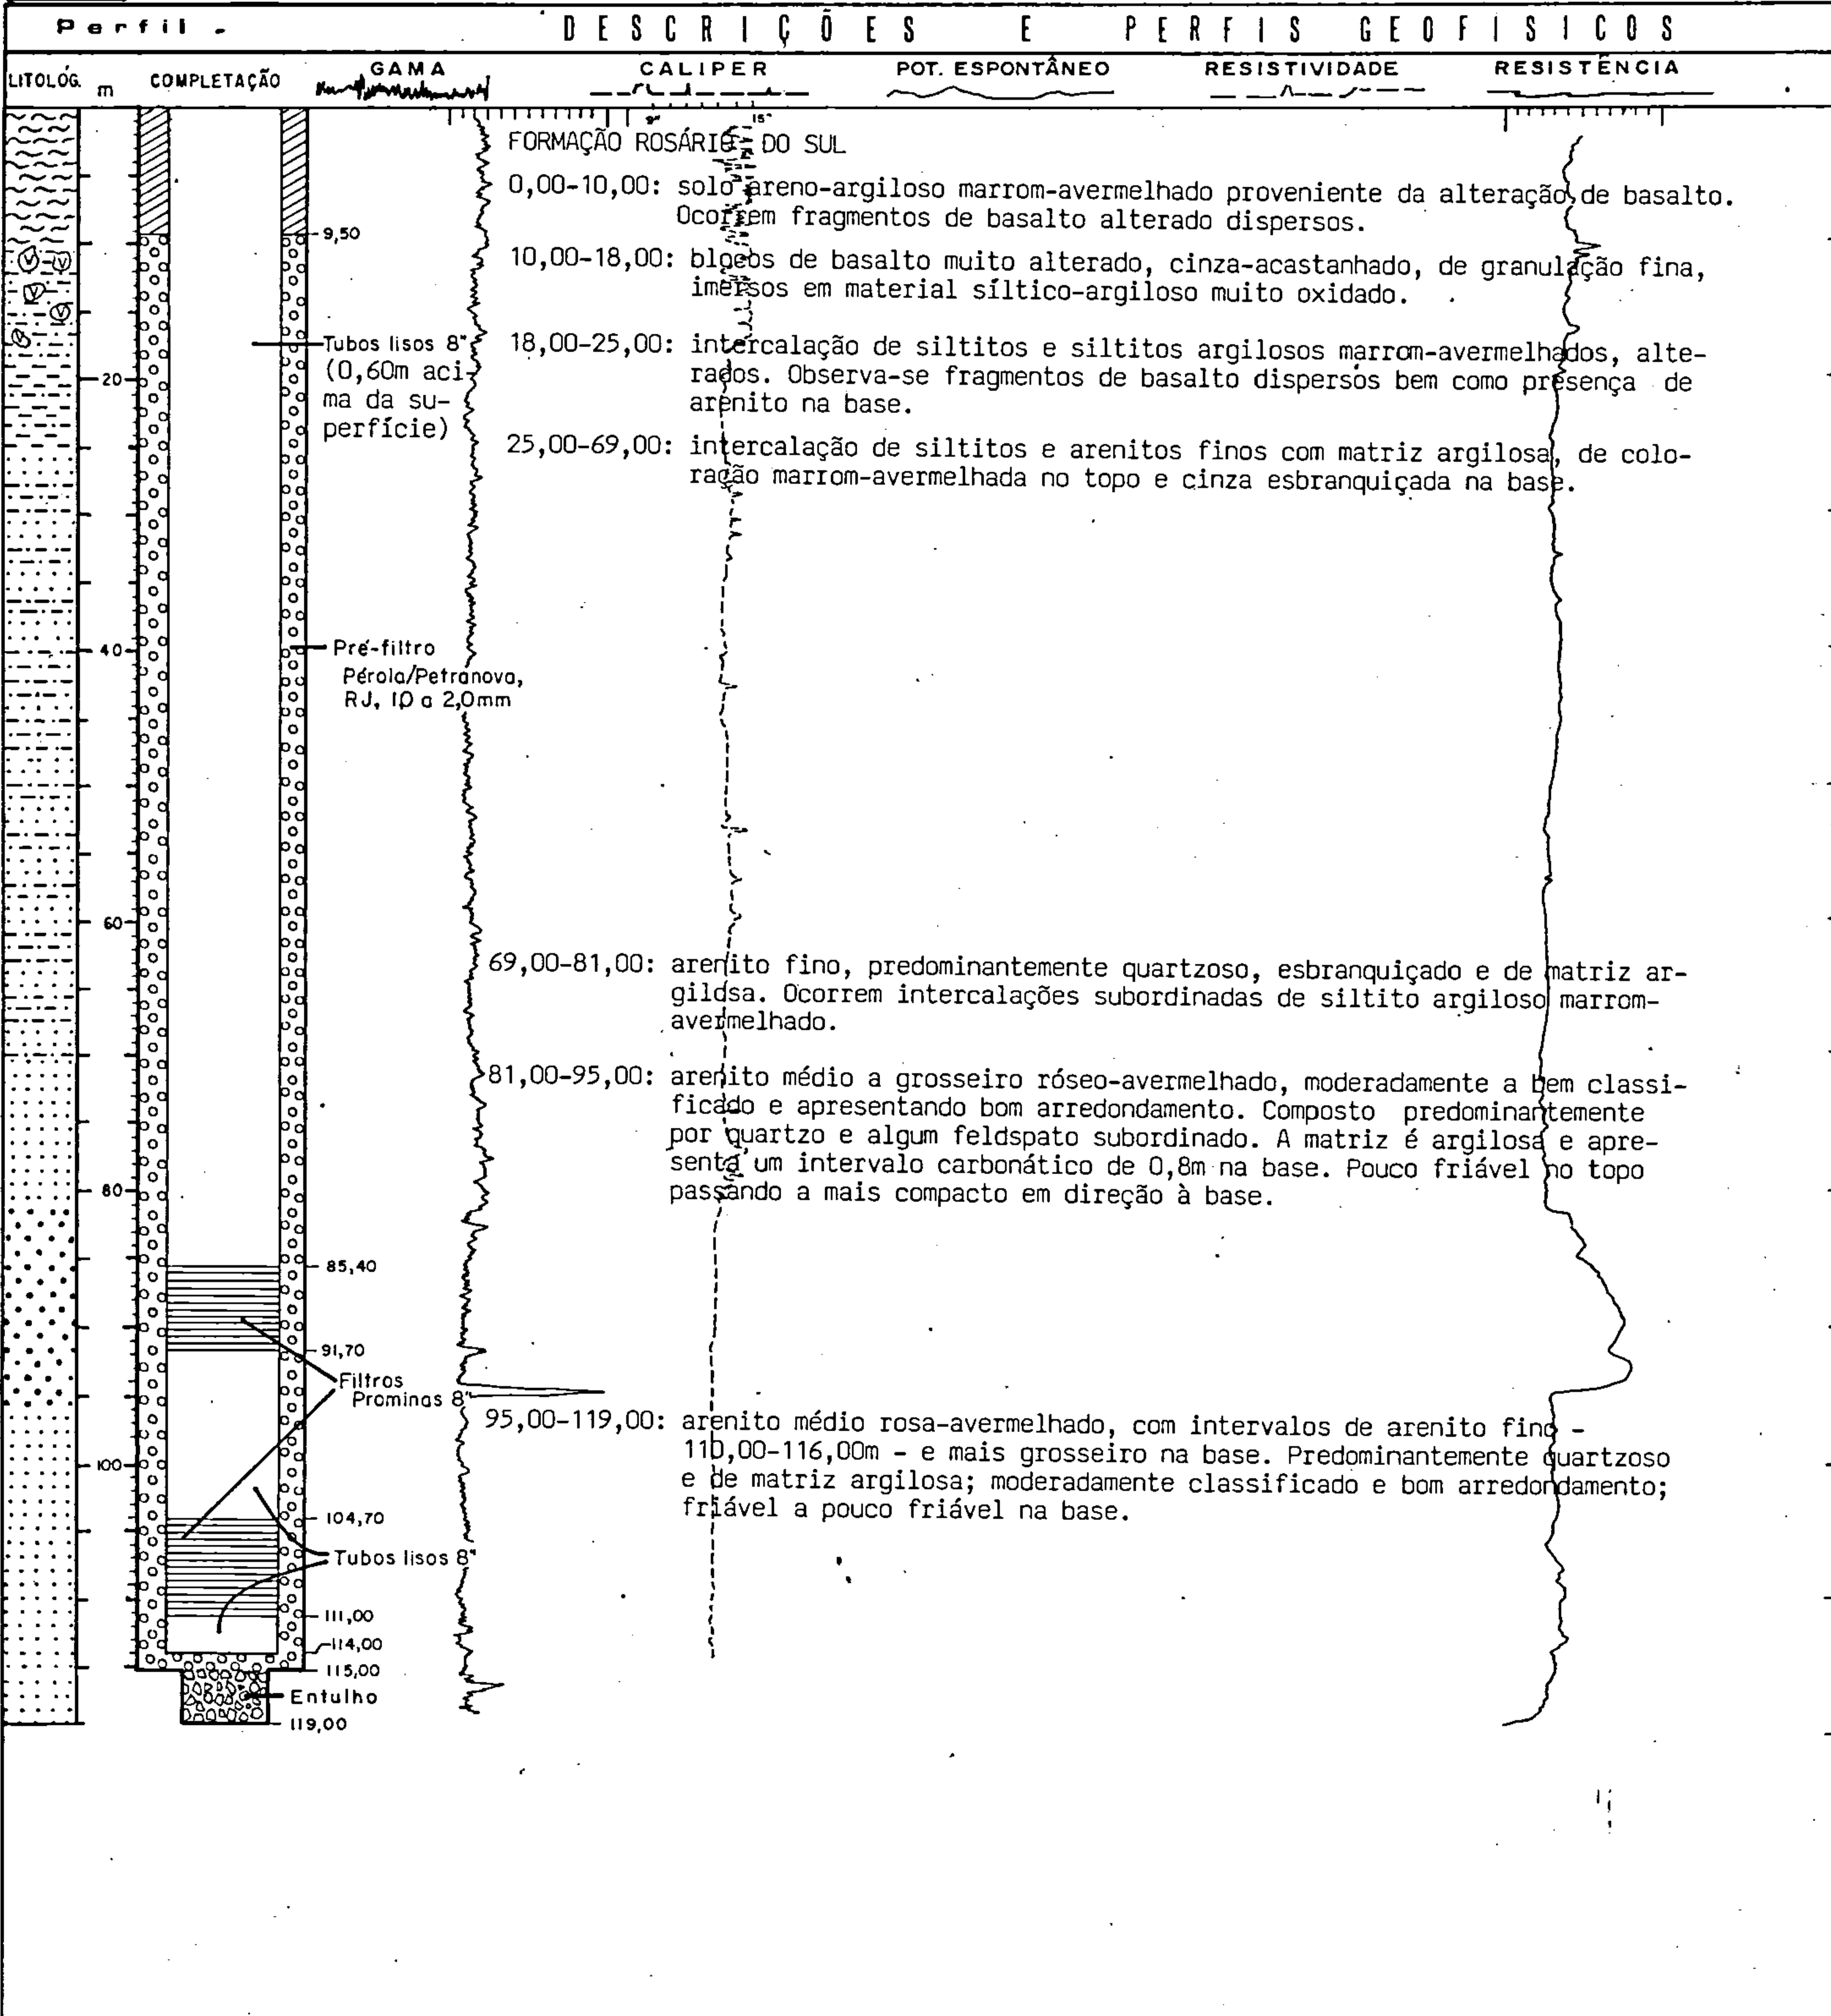 Perfil - DESCRIÇÕES E PERFIS GEOFÍSICOS
LITOLÓG. m COMPLETAÇÃO GAMA CALIPER POT. ESPONTÂNEO RESISTIVIDADE RESISTÊNCIA
9" 15"
FORMAÇÃO ROSÁRIO DO SUL
0,00-10,00: solo areno-argiloso marrom-avermelhado proveniente da alteração de basalto.
Ocorrem fragmentos de basalto alterado dispersos.
9,50
10,00-18,00: blocos de basalto muito alterado, cinza-acastanhado, de granulação fina,
imersos em material síltico-argiloso muito oxidado.
Tubos lisos 8"
(0,60m aci-
ma da su-
perfície)
20
18,00-25,00: intercalação de siltitos e siltitos argilosos marrom-avermelhados, alte-
rados. Observa-se fragmentos de basalto dispersos bem como presença de
arenito na base.
25,00-69,00: intercalação de siltitos e arenitos finos com matriz argilosa, de colo-
ração marrom-avermelhada no topo e cinza esbranquiçada na base.
40
Pré-filtro
Pérola/Petranova,
RJ, 1,0 a 2,0mm
60
69,00-81,00: arenito fino, predominantemente quartzoso, esbranquiçado e de matriz ar-
gilosa. Ocorrem intercalações subordinadas de siltito argiloso marrom-
avermelhado.
81,00-95,00: arenito médio a grosseiro róseo-avermelhado, moderadamente a bem classi-
ficado e apresentando bom arredondamento. Composto predominantemente
por quartzo e algum feldspato subordinado. A matriz é argilosa e apre-
senta um intervalo carbonático de 0,8m na base. Pouco friável no topo
passando a mais compacto em direção à base.
80
85,40
91,70
Filtros
Prominas 8"
95,00-119,00: arenito médio rosa-avermelhado, com intervalos de arenito fino -
110,00-116,00m - e mais grosseiro na base. Predominantemente quartzoso
e de matriz argilosa; moderadamente classificado e bom arredondamento;
friável a pouco friável na base.
100
104,70
Tubos lisos 8"
111,00
114,00
115,00
Entulho
119,00